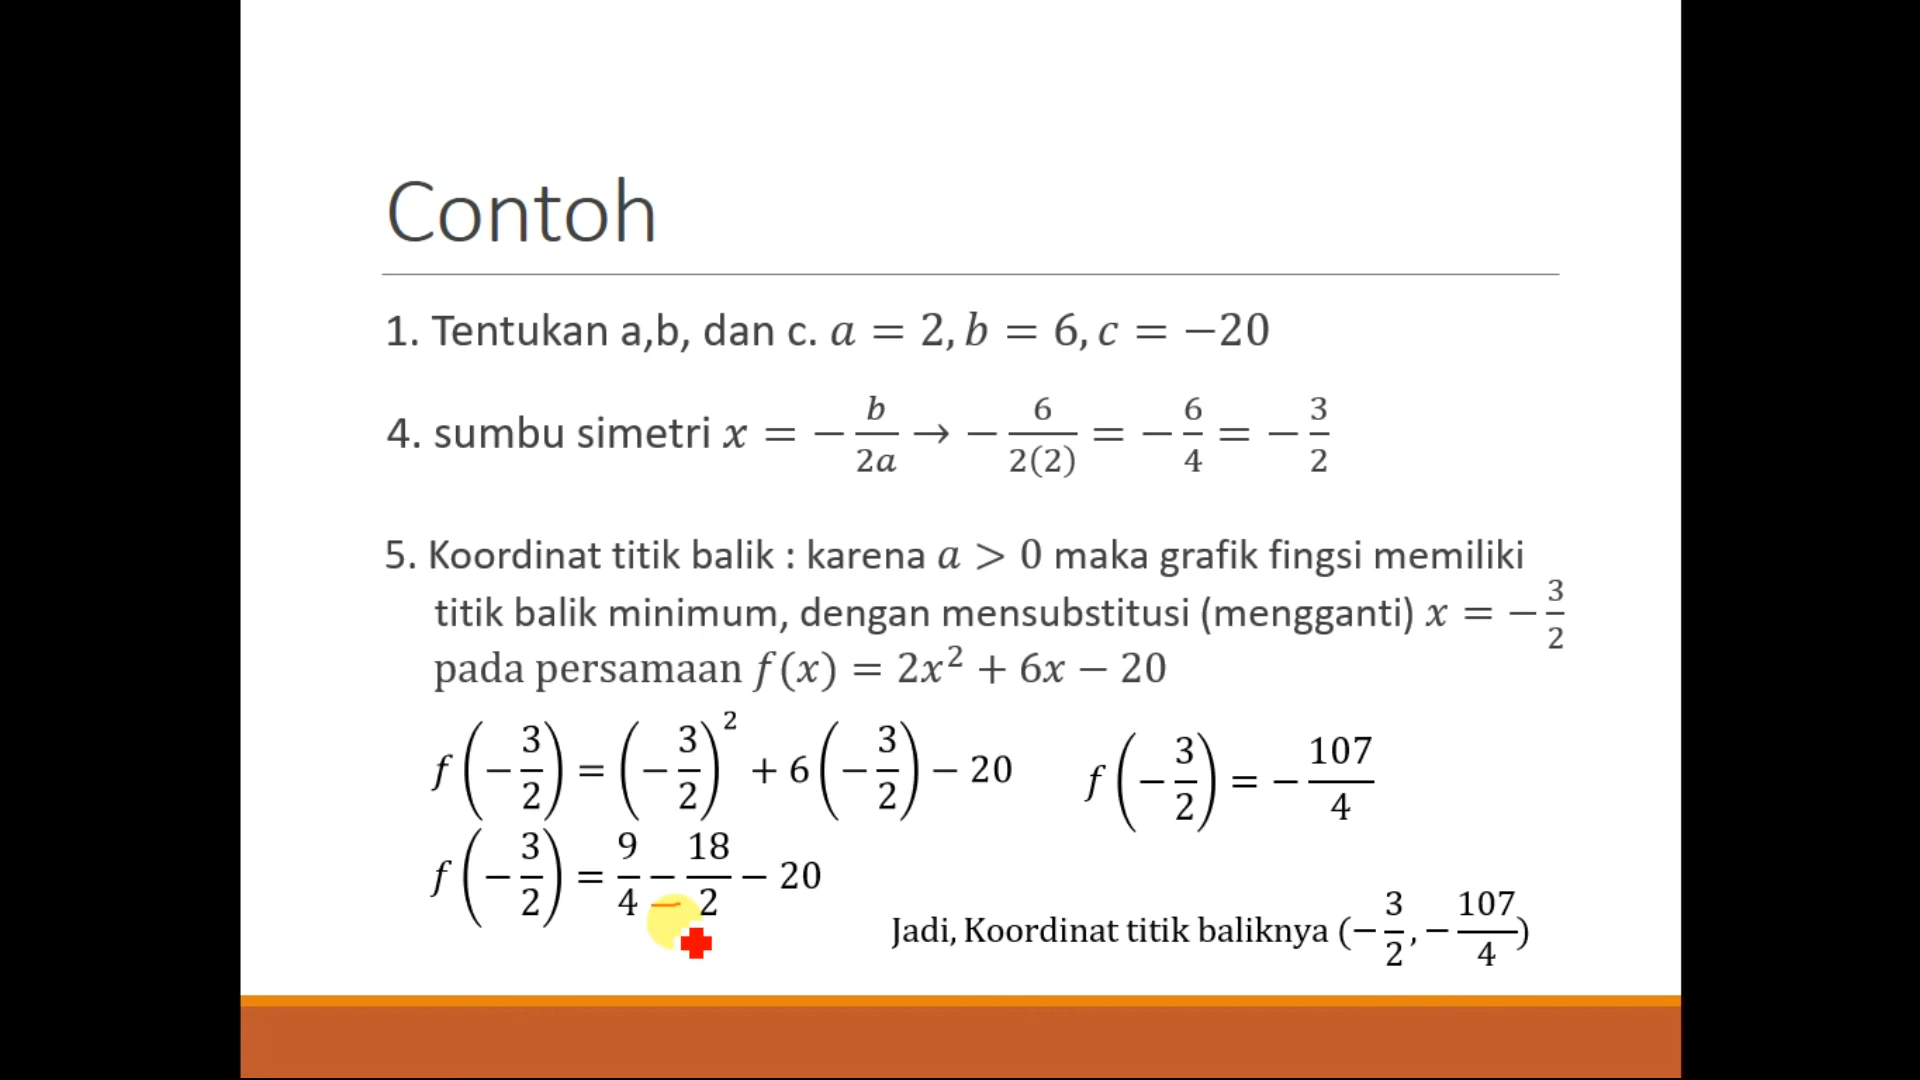 Contoh
1. Tentukan a,b, dan c. a = 2, b = 6, c = −20
4. sumbu simetri x = −b/2a → −6/2(2) = −6/4 = −3/2
5. Koordinat titik balik : karena a > 0 maka grafik fingsi memiliki
titik balik minimum, dengan mensubstitusi (mengganti) x = −3/2
pada persamaan f(x) = 2x² + 6x − 20
f(−3/2) = (−3/2)² + 6(−3/2) − 20
f(−3/2) = 9/4 − 18/2 − 20
f(−3/2) = −107/4
Jadi, Koordinat titik baliknya (−3/2, −107/4)